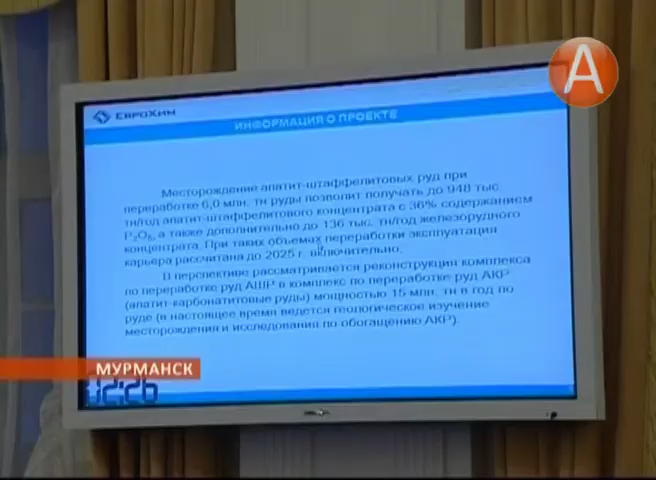 А
ЕвроХим
ИНФОРМАЦИЯ О ПРОЕКТЕ
Месторождение апатит-штаффелитовых руд при
переработке 6,0 млн. тн руды позволит получать до 948 тыс.
тн/год апатит-штаффелитового концентрата с 36% содержанием
P₂O₅, а также дополнительно до 136 тыс. тн/год железорудного
концентрата. При таких объемах переработки эксплуатация
карьера рассчитана до 2025 г. включительно.
В перспективе рассматривается реконструкция комплекса
по переработке руд АШР в комплекс по переработке руд АКР
(апатит-карбонатитовые руды) мощностью 15 млн. тн в год по
руде (в настоящее время ведется геологическое изучение
месторождения и исследования по обогащению АКР).
МУРМАНСК
12:26